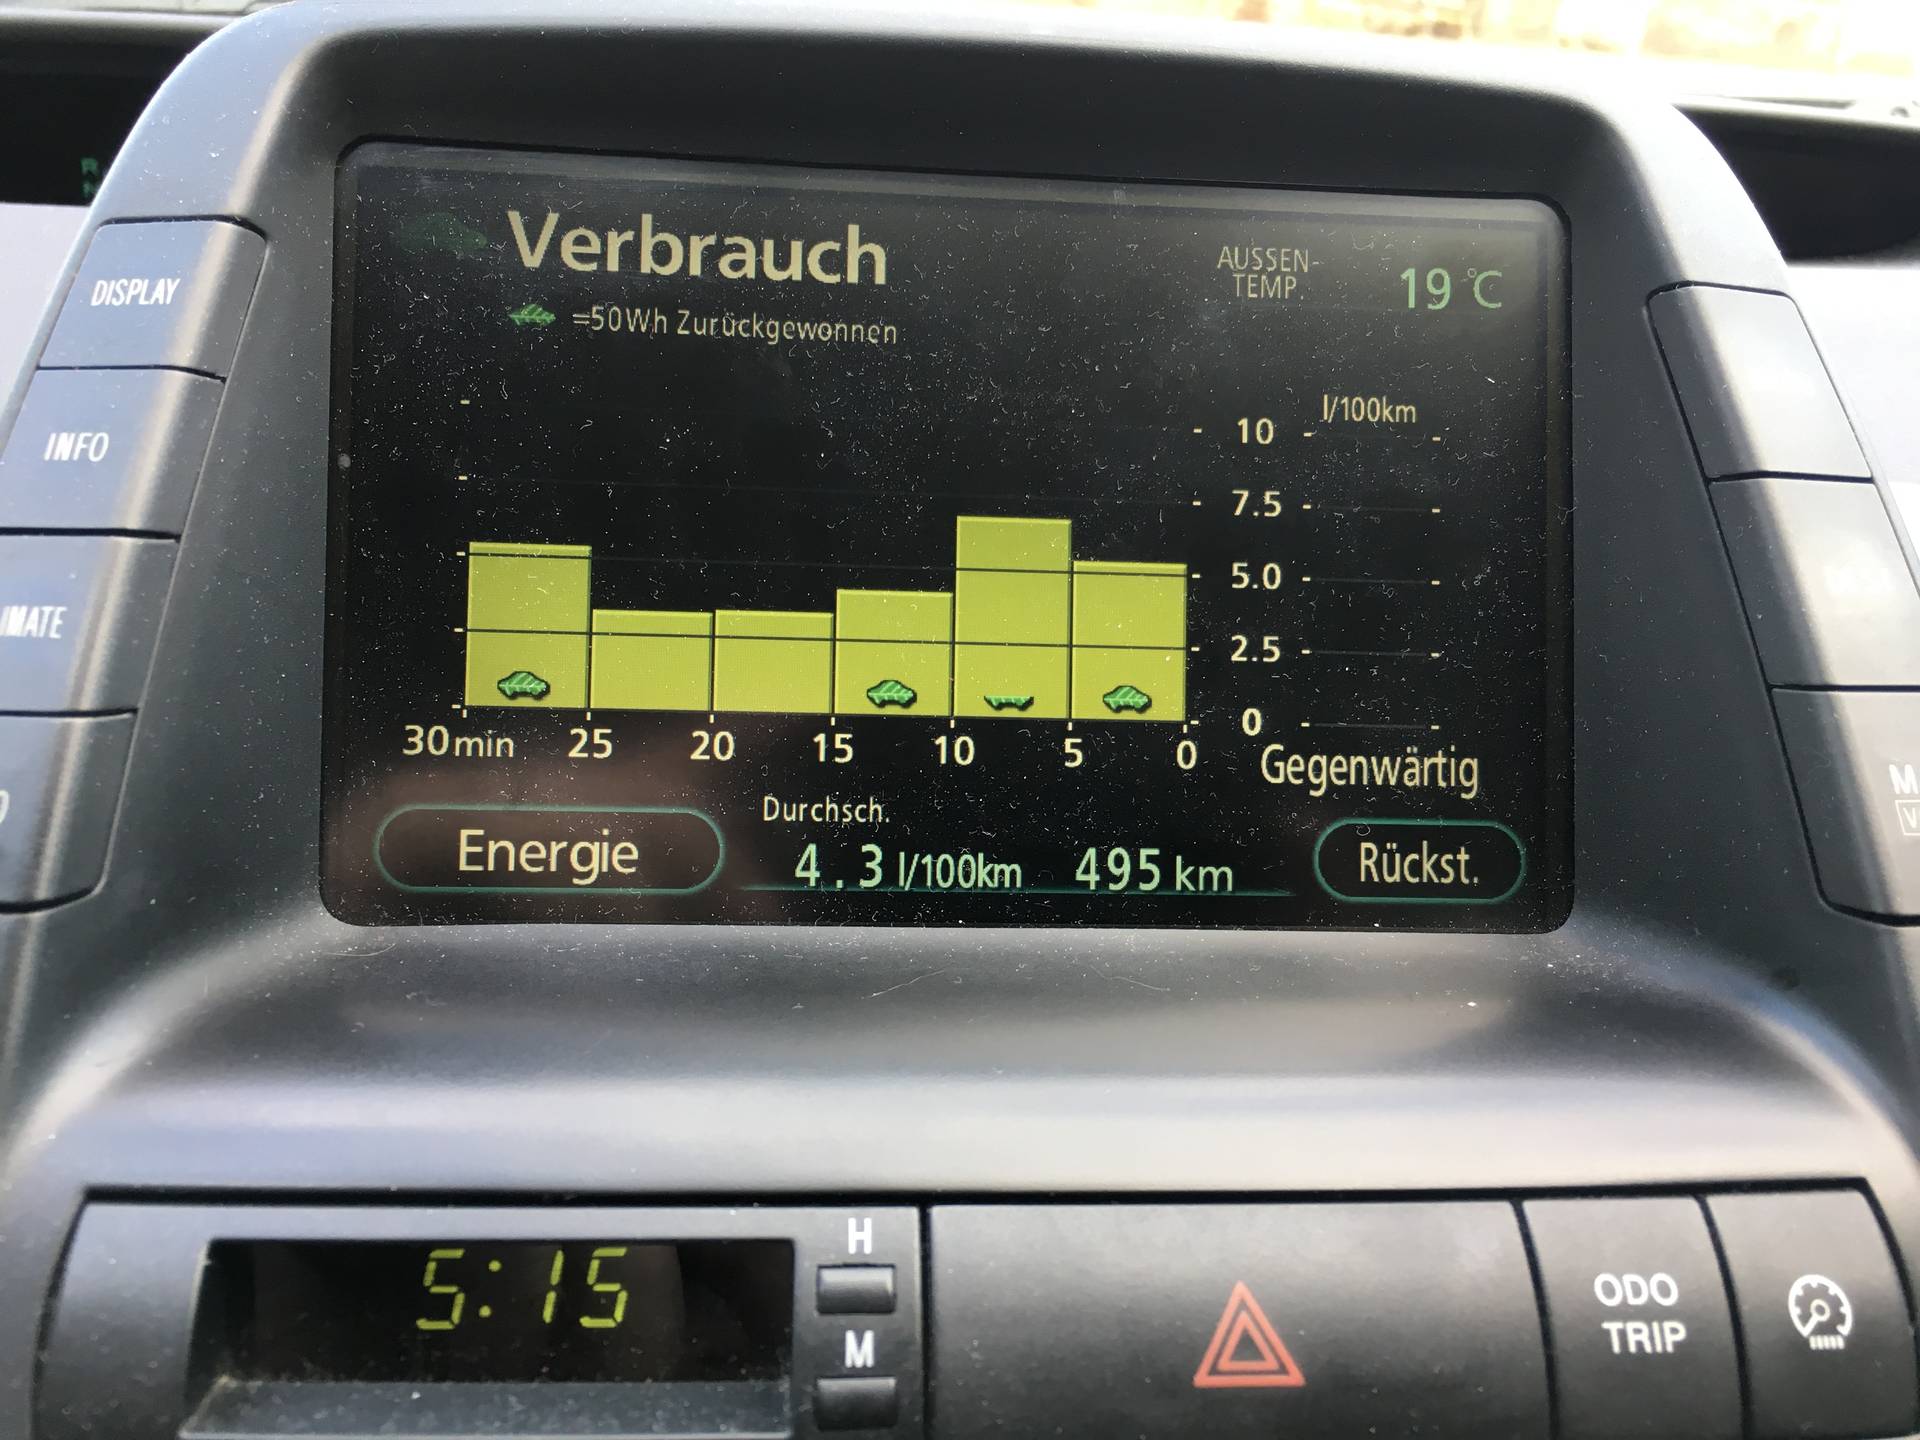 Verbrauch
=50Wh Zurückgewonnen
AUSSEN-
TEMP.
19 °C
DISPLAY
INFO
l/100km
10
7.5
5.0
2.5
0
30min 25 20 15 10 5 0
Gegenwärtig
Energie
Durchsch.
4.3 l/100km 495 km
Rückst.
5:15
H
M
ODO
TRIP